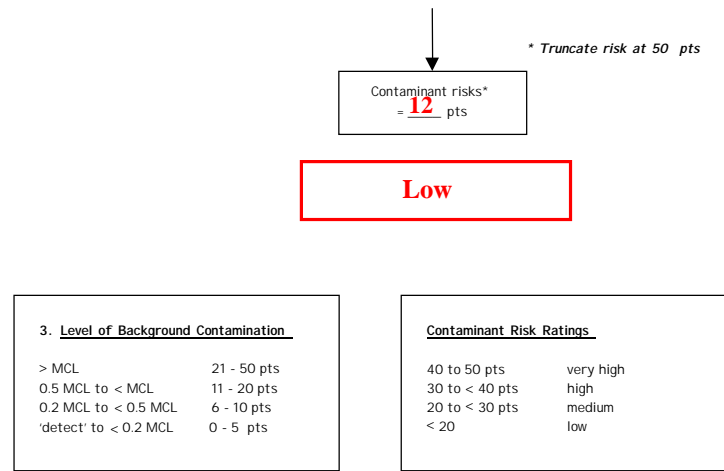 * Truncate risk at 50 pts
Contaminant risks*
= 12 pts
Low
3. Level of Background Contamination
> MCL 21 - 50 pts
0.5 MCL to < MCL 11 - 20 pts
0.2 MCL to < 0.5 MCL 6 - 10 pts
'detect' to < 0.2 MCL 0 - 5 pts
Contaminant Risk Ratings
40 to 50 pts very high
30 to < 40 pts high
20 to < 30 pts medium
< 20 low